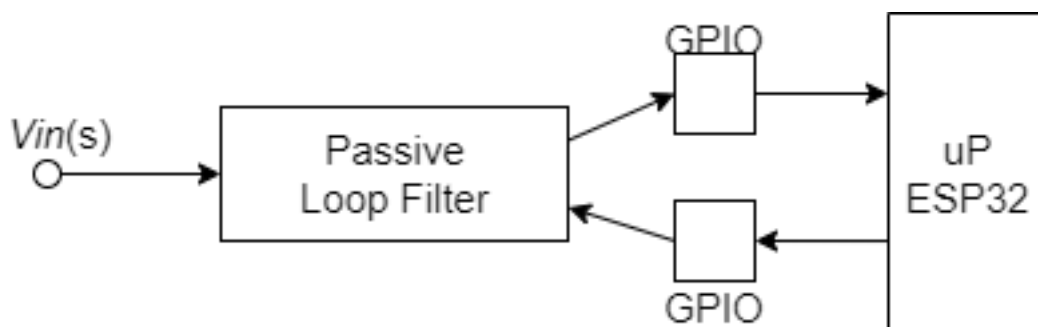 GPIO
Vin(s)
Passive
Loop Filter
uP
ESP32
GPIO